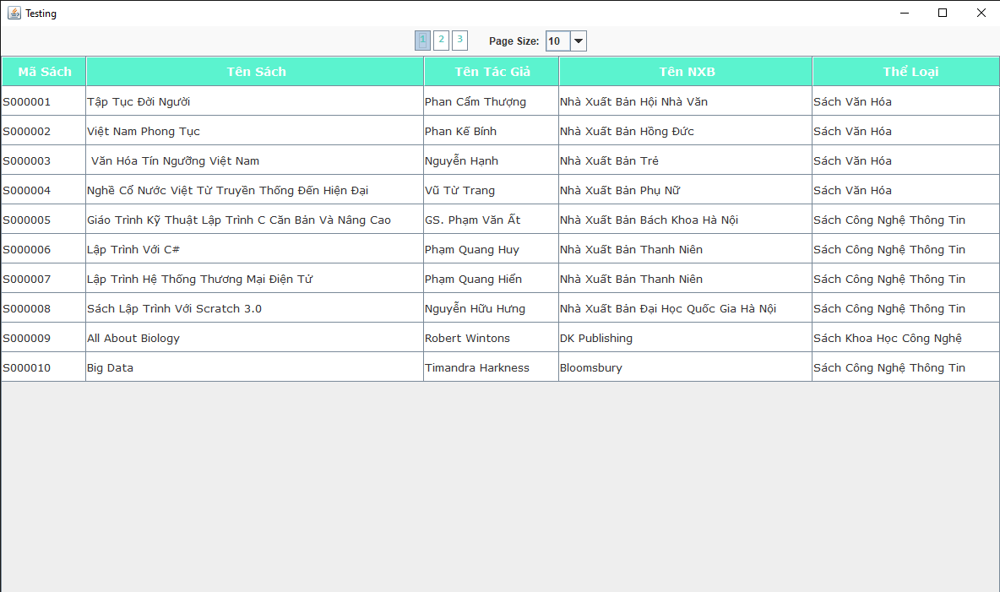 Testing
1 2 3 Page Size: 10
Mã Sách Tên Sách Tên Tác Giả Tên NXB Thể Loại
S000001 Tập Tục Đời Người Phan Cẩm Thượng Nhà Xuất Bản Hội Nhà Văn Sách Văn Hóa
S000002 Việt Nam Phong Tục Phan Kế Bính Nhà Xuất Bản Hồng Đức Sách Văn Hóa
S000003 Văn Hóa Tín Ngưỡng Việt Nam Nguyễn Hạnh Nhà Xuất Bản Trẻ Sách Văn Hóa
S000004 Nghề Cổ Nước Việt Từ Truyền Thống Đến Hiện Đại Vũ Từ Trang Nhà Xuất Bản Phụ Nữ Sách Văn Hóa
S000005 Giáo Trình Kỹ Thuật Lập Trình C Căn Bản Và Nâng Cao GS. Phạm Văn Ất Nhà Xuất Bản Bách Khoa Hà Nội Sách Công Nghệ Thông Tin
S000006 Lập Trình Với C# Phạm Quang Huy Nhà Xuất Bản Thanh Niên Sách Công Nghệ Thông Tin
S000007 Lập Trình Hệ Thống Thương Mại Điện Tử Phạm Quang Hiển Nhà Xuất Bản Thanh Niên Sách Công Nghệ Thông Tin
S000008 Sách Lập Trình Với Scratch 3.0 Nguyễn Hữu Hưng Nhà Xuất Bản Đại Học Quốc Gia Hà Nội Sách Công Nghệ Thông Tin
S000009 All About Biology Robert Wintons DK Publishing Sách Khoa Học Công Nghệ
S000010 Big Data Timandra Harkness Bloomsbury Sách Công Nghệ Thông Tin